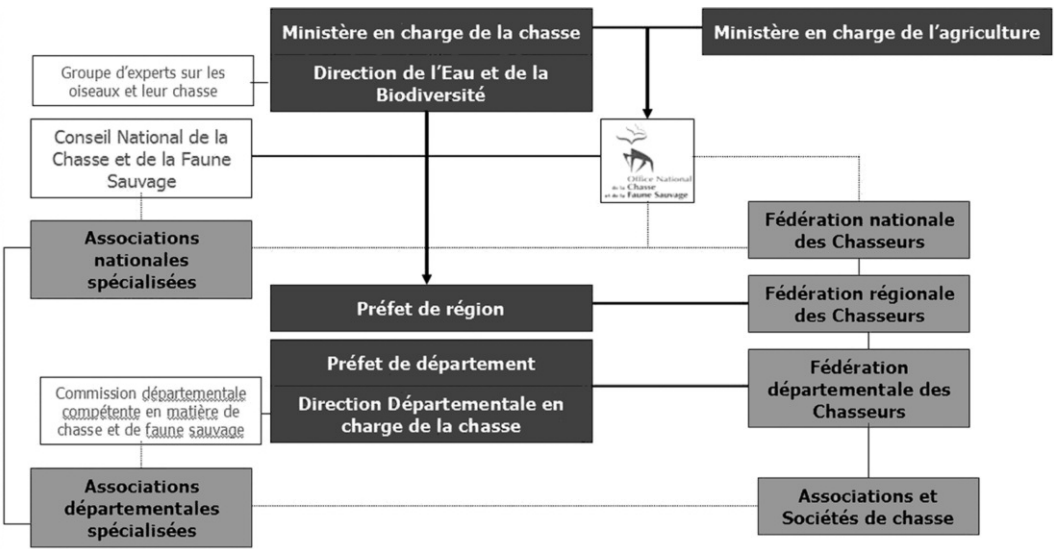 Ministère en charge de la chasse
Ministère en charge de l'agriculture
Groupe d'experts sur les
oiseaux et leur chasse
Direction de l'Eau et de la
Biodiversité
Conseil National de la
Chasse et de la Faune
Sauvage
Office National
de la Chasse
et de la Faune Sauvage
Associations
nationales
spécialisées
Fédération nationale
des Chasseurs
Préfet de région
Fédération régionale
des Chasseurs
Préfet de département
Fédération
départementale des
Chasseurs
Commission départementale
compétente en matière de
chasse et de faune sauvage
Direction Départementale en
charge de la chasse
Associations
départementales
spécialisées
Associations et
Sociétés de chasse